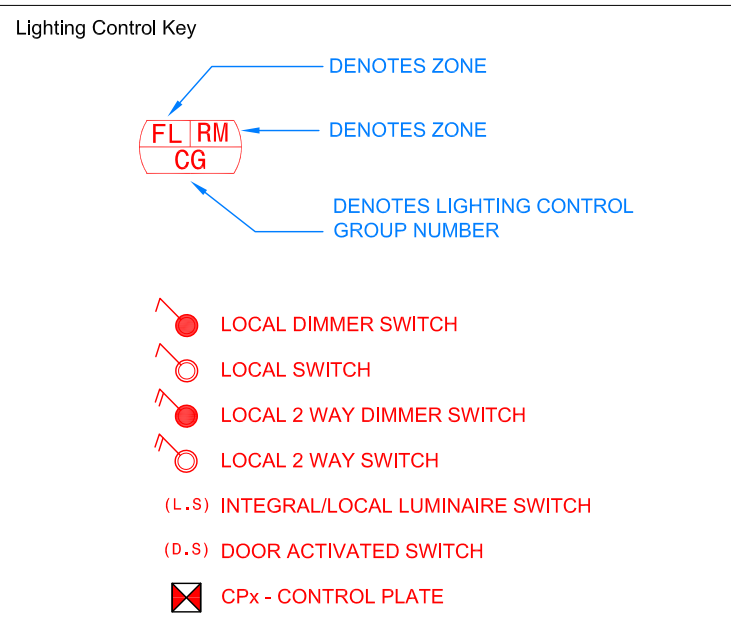 Lighting Control Key
DENOTES ZONE
FL RM
DENOTES ZONE
CG
DENOTES LIGHTING CONTROL
GROUP NUMBER
LOCAL DIMMER SWITCH
LOCAL SWITCH
LOCAL 2 WAY DIMMER SWITCH
LOCAL 2 WAY SWITCH
(L.S) INTEGRAL/LOCAL LUMINAIRE SWITCH
(D.S) DOOR ACTIVATED SWITCH
CPx - CONTROL PLATE